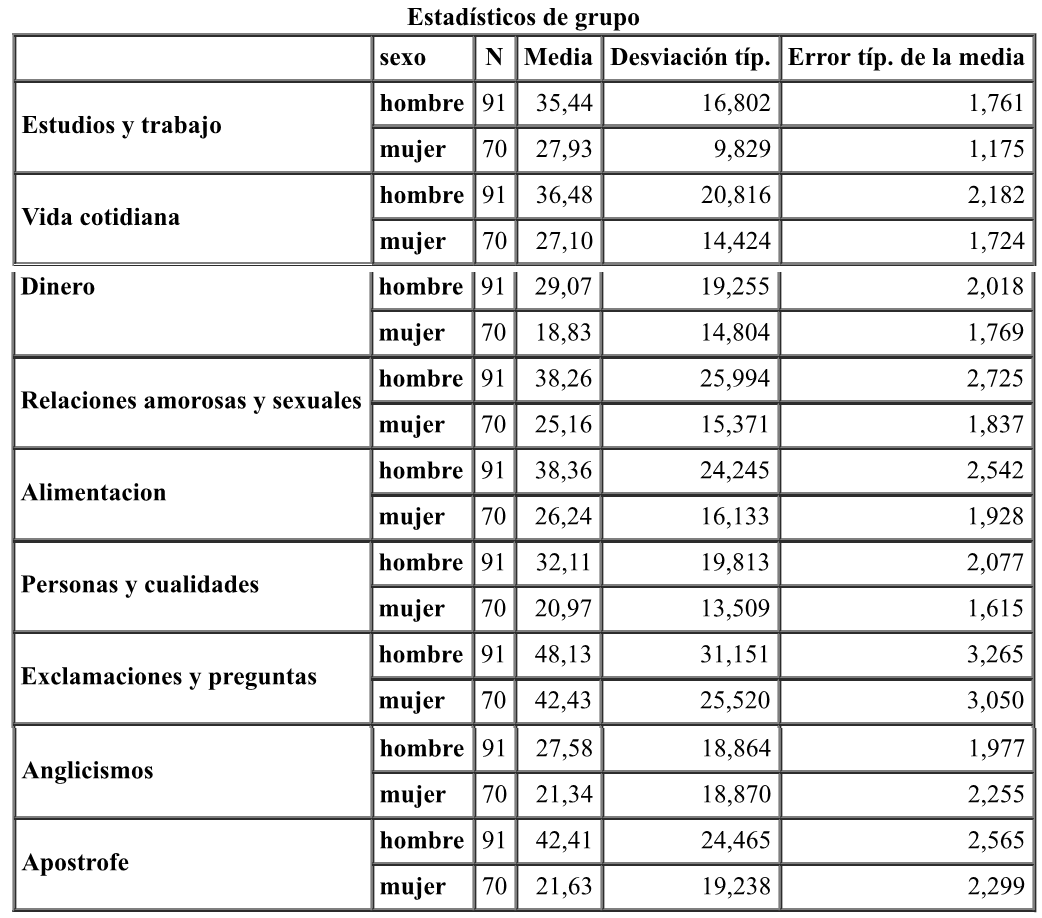 Estadísticos de grupo
sexo N Media Desviación típ. Error típ. de la media
Estudios y trabajo
hombre 91 35,44 16,802 1,761
mujer 70 27,93 9,829 1,175
Vida cotidiana
hombre 91 36,48 20,816 2,182
mujer 70 27,10 14,424 1,724
Dinero hombre 91 29,07 19,255 2,018
mujer 70 18,83 14,804 1,769
Relaciones amorosas y sexuales
hombre 91 38,26 25,994 2,725
mujer 70 25,16 15,371 1,837
Alimentacion
hombre 91 38,36 24,245 2,542
mujer 70 26,24 16,133 1,928
Personas y cualidades
hombre 91 32,11 19,813 2,077
mujer 70 20,97 13,509 1,615
Exclamaciones y preguntas
hombre 91 48,13 31,151 3,265
mujer 70 42,43 25,520 3,050
Anglicismos
hombre 91 27,58 18,864 1,977
mujer 70 21,34 18,870 2,255
Apostrofe
hombre 91 42,41 24,465 2,565
mujer 70 21,63 19,238 2,299